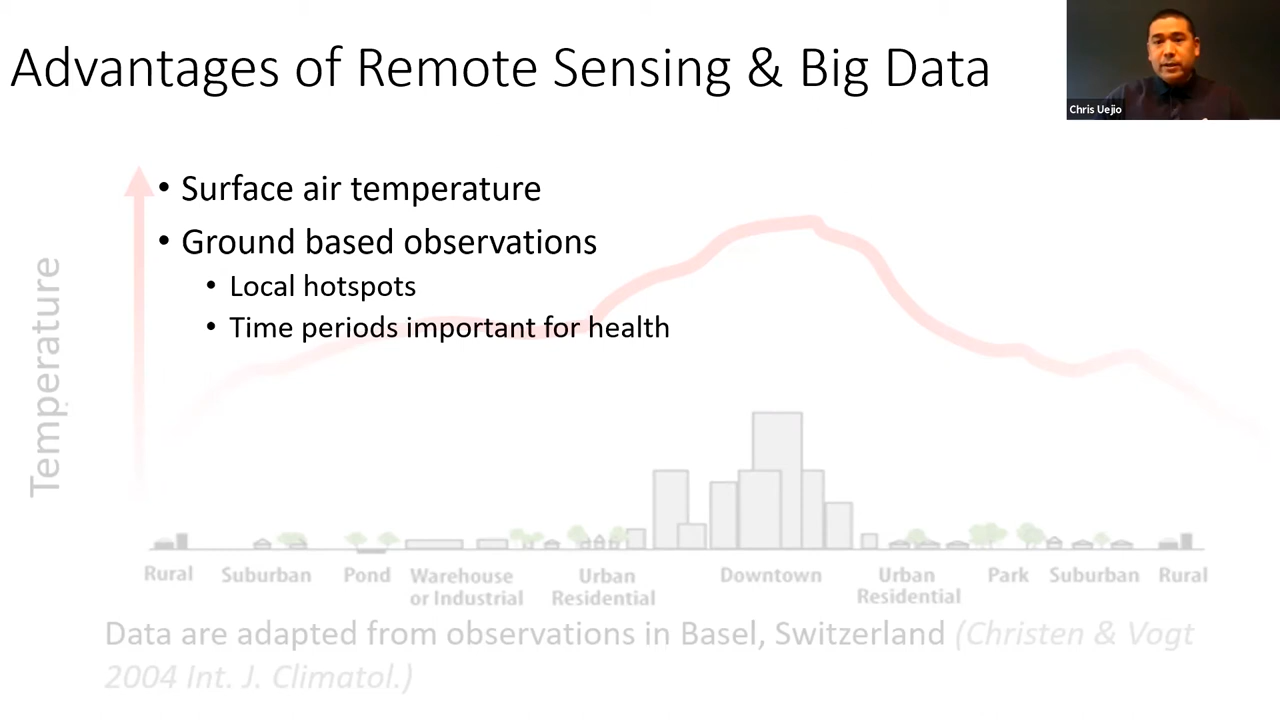 Advantages of Remote Sensing & Big Data
Chris Uejio
• Surface air temperature
• Ground based observations
• Local hotspots
• Time periods important for health
Temperature
Rural
Suburban
Pond
Warehouse
or Industrial
Urban
Residential
Downtown
Urban
Residential
Park
Suburban
Rural
Data are adapted from observations in Basel, Switzerland (Christen & Vogt
2004 Int. J. Climatol.)